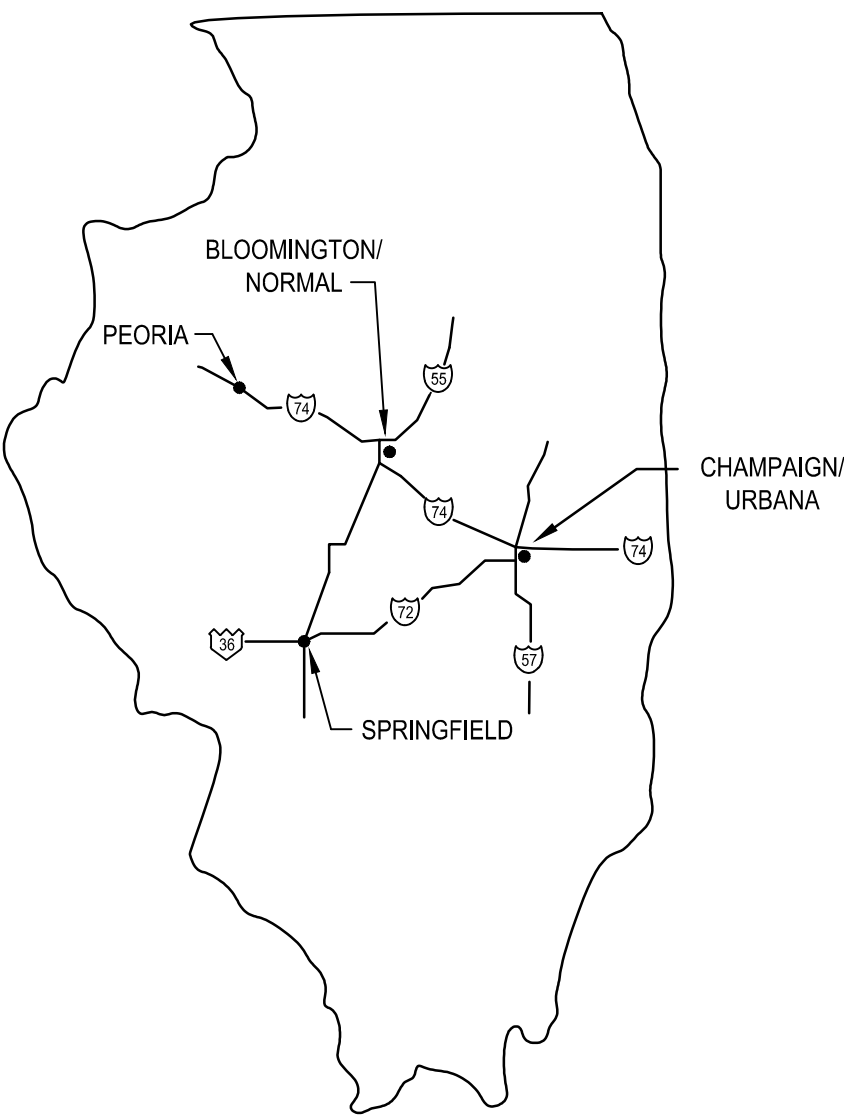 BLOOMINGTON/
NORMAL
PEORIA
55
74
CHAMPAIGN/
URBANA
74
74
72
36
57
SPRINGFIELD